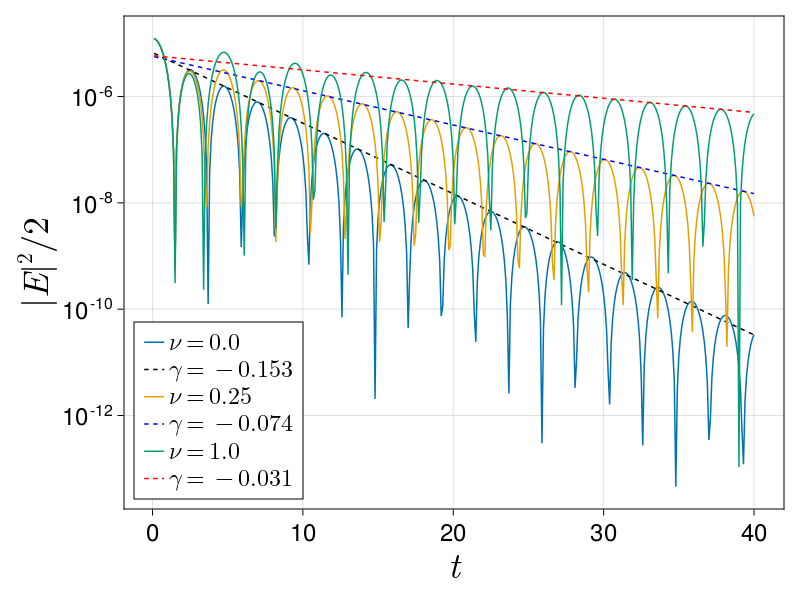 10⁻⁶
10⁻⁸
10⁻¹⁰
10⁻¹²
|E|²/2
ν = 0.0
γ = −0.153
ν = 0.25
γ = −0.074
ν = 1.0
γ = −0.031
0 10 20 30 40
t